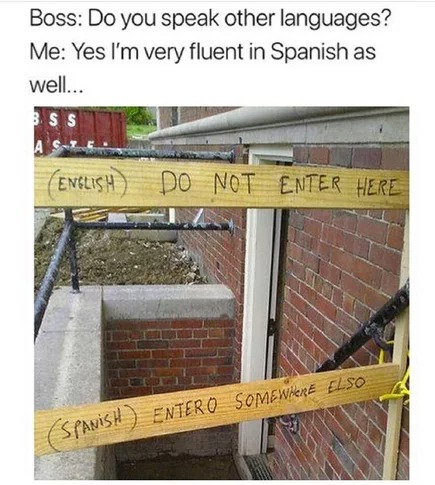 Boss: Do you speak other languages?
Me: Yes I'm very fluent in Spanish as
well...
(ENGLISH) DO NOT ENTER HERE
(SPANISH) ENTERO SOMEWHERE ELSO